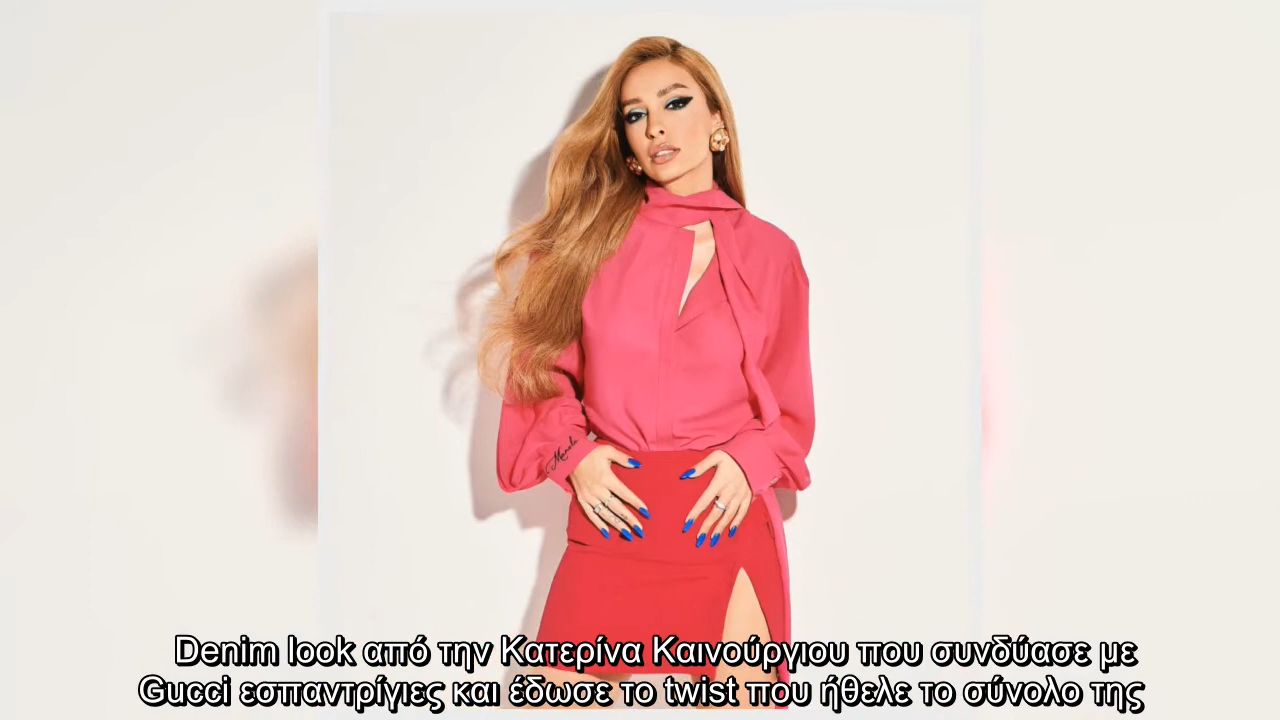 Manolo
Denim look από την Κατερίνα Καινούργιου που συνδύασε με
Gucci εσπαντρίγιες και έδωσε το twist που ήθελε το σύνολο της